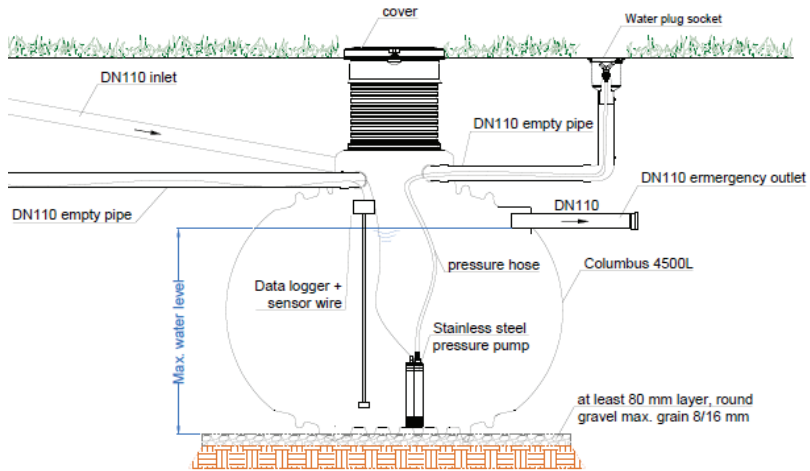 cover
Water plug socket
DN110 inlet
DN110 empty pipe
DN110 ermergency outlet
DN110 empty pipe
DN110
pressure hose
Columbus 4500L
Data logger +
sensor wire
Max. water level
Stainless steel
pressure pump
at least 80 mm layer, round
gravel max. grain 8/16 mm